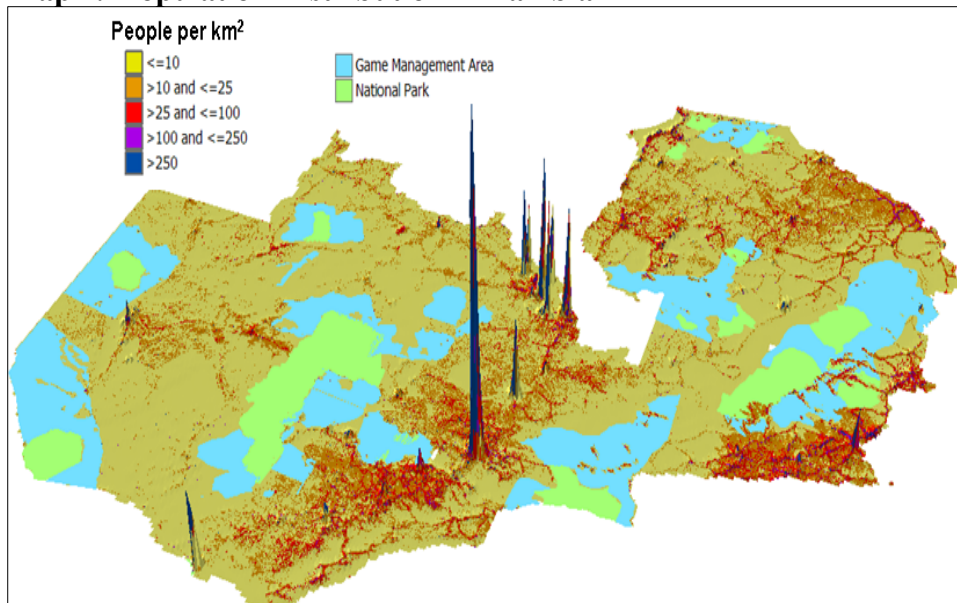 People per km²
<=10
>10 and <=25
>25 and <=100
>100 and <=250
>250
Game Management Area
National Park